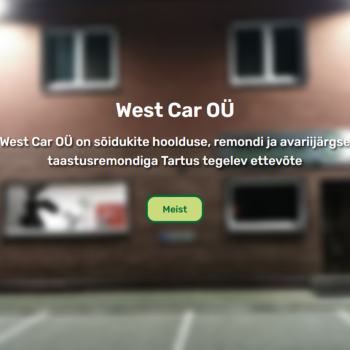 West Car OÜ
West Car OÜ on sõidukite hoolduse, remondi ja avariijärgse
taastusremondiga Tartus tegelev ettevõte
Meist